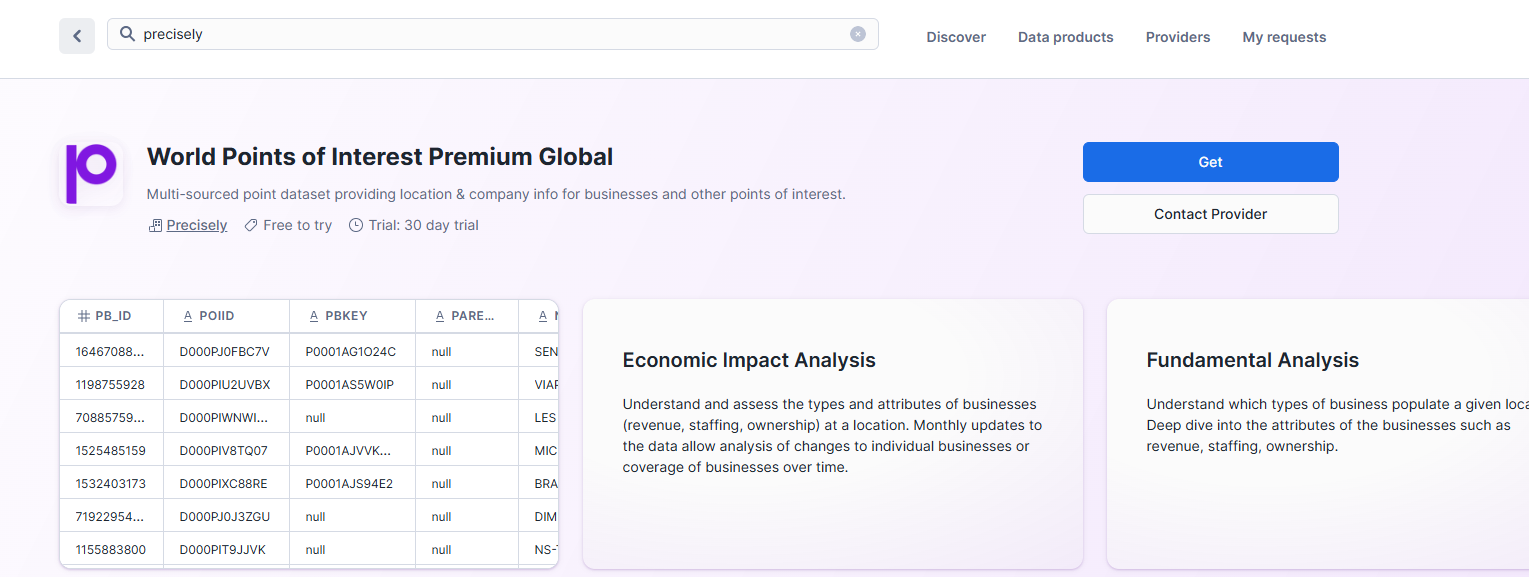 precisely
Discover Data products Providers My requests
World Points of Interest Premium Global
Multi-sourced point dataset providing location & company info for businesses and other points of interest.
Precisely Free to try Trial: 30 day trial
Get
Contact Provider
PB_ID POIID PBKEY PARE...
16467088... D000PJ0FBC7V P0001AG1O24C null SEN
1198755928 D000PIU2UVBX P0001AS5W0IP null VIAF
70885759... D000PIWNWI... null null LES
1525485159 D000PIV8TQ07 P0001AJVVK... null MIC
1532403173 D000PIXC88RE P0001AJS94E2 null BRA
71922954... D000PJ0J3ZGU null null DIM
1155883800 D000PIT9JJVK null null NS-
Economic Impact Analysis
Understand and assess the types and attributes of businesses
(revenue, staffing, ownership) at a location. Monthly updates to
the data allow analysis of changes to individual businesses or
coverage of businesses over time.
Fundamental Analysis
Understand which types of business populate a given loca
Deep dive into the attributes of the businesses such as
revenue, staffing, ownership.